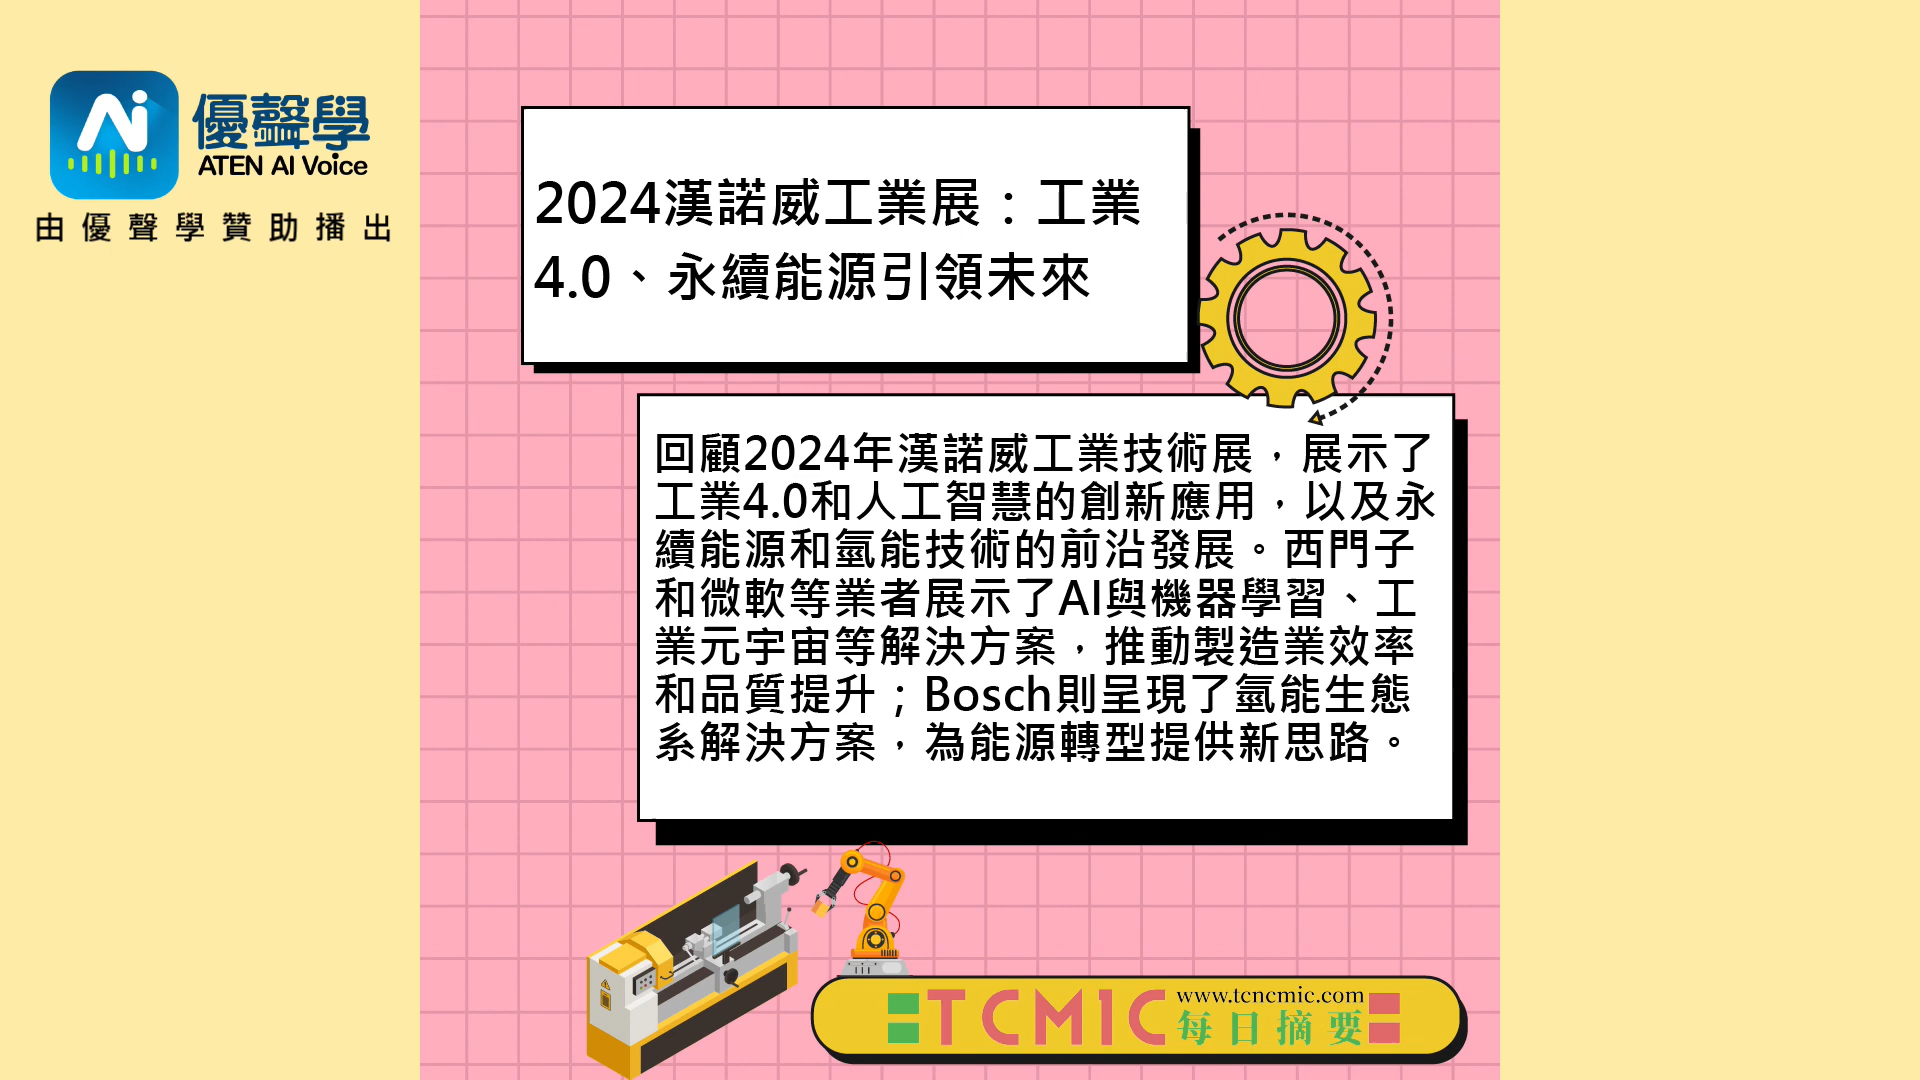 優聲學
ATEN AI Voice
由優聲學贊助播出
2024漢諾威工業展：工業
4.0、永續能源引領未來
回顧2024年漢諾威工業技術展，展示了
工業4.0和人工智慧的創新應用，以及永
續能源和氫能技術的前沿發展。西門子
和微軟等業者展示了AI與機器學習、工
業元宇宙等解決方案，推動製造業效率
和品質提升；Bosch則呈現了氫能生態
系解決方案，為能源轉型提供新思路。
TCMIC
www.tcncmic.com
每日摘要